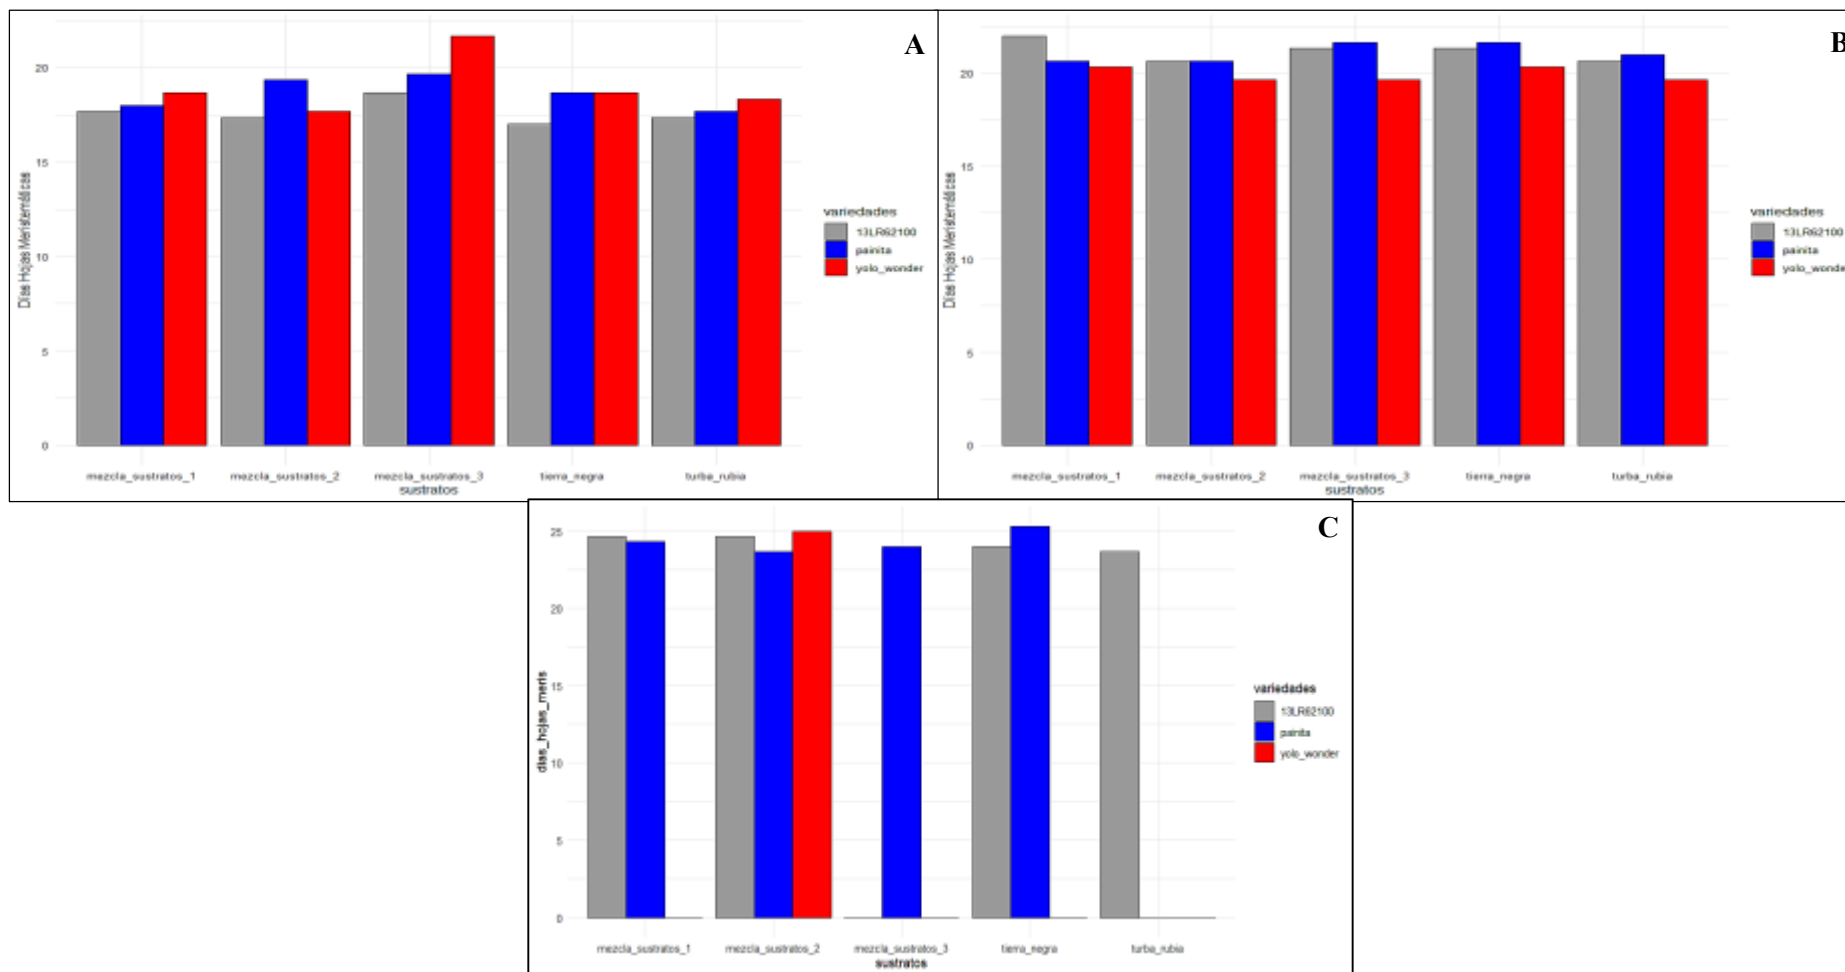 A
Días Hojas Meristemáticas
20
15
10
5
0
mezcla_sustratos_1 mezcla_sustratos_2 mezcla_sustratos_3 tierra_negra turba_rubia
sustratos
variedades
13LR62100
painita
yolo_wonder
B
Días Hojas Meristemáticas
20
15
10
5
0
mezcla_sustratos_1 mezcla_sustratos_2 mezcla_sustratos_3 tierra_negra turba_rubia
sustratos
variedades
13LR62100
painita
yolo_wonde
C
dias_hojas_meris
25
20
15
10
5
0
mezcla_sustratos_1 mezcla_sustratos_2 mezcla_sustratos_3 tierra_negra turba_rubia
sustratos
variedades
13LR62100
painita
yolo_wonder